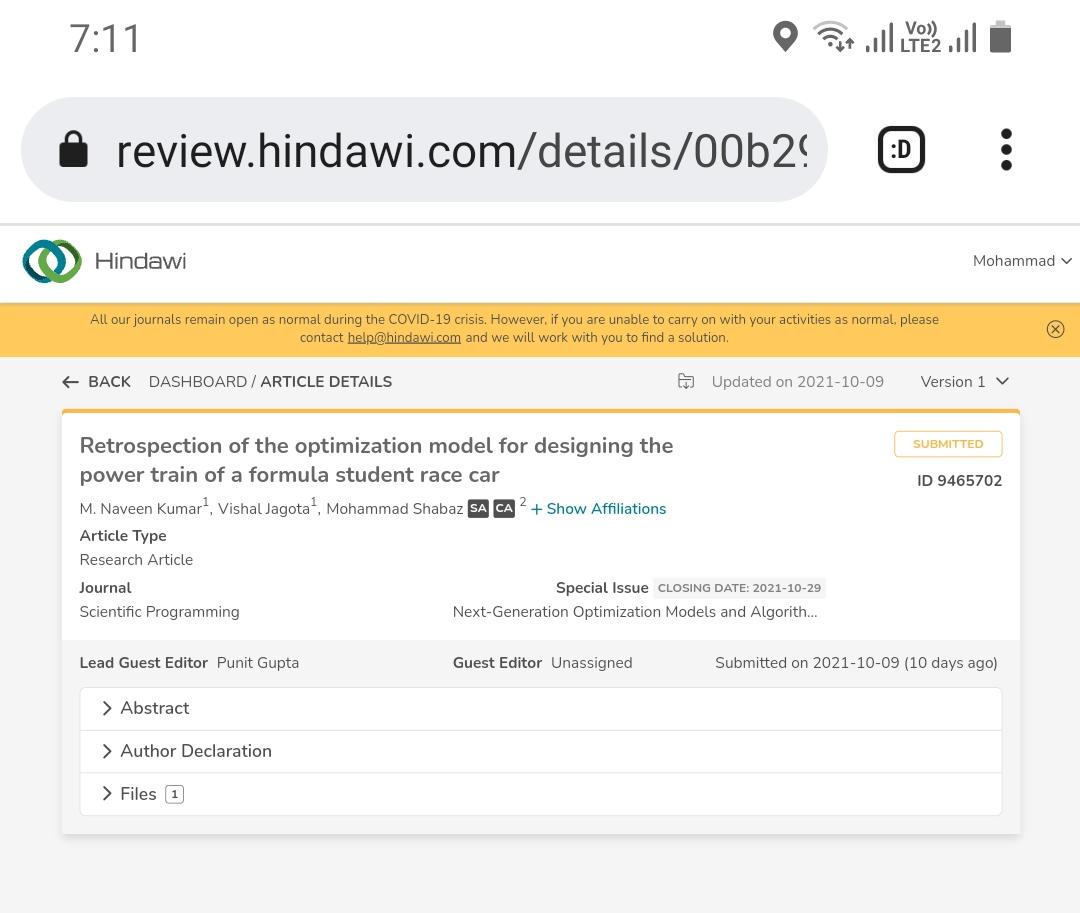 7:11
Vo))
LTE2
review.hindawi.com/details/00b29
:D
Hindawi
Mohammad
All our journals remain open as normal during the COVID-19 crisis. However, if you are unable to carry on with your activities as normal, please
contact help@hindawi.com and we will work with you to find a solution.
BACK DASHBOARD / ARTICLE DETAILS Updated on 2021-10-09 Version 1
Retrospection of the optimization model for designing the
power train of a formula student race car
SUBMITTED
ID 9465702
M. Naveen Kumar1, Vishal Jagota1, Mohammad Shabaz SA CA 2 + Show Affiliations
Article Type
Research Article
Journal Special Issue CLOSING DATE: 2021-10-29
Scientific Programming Next-Generation Optimization Models and Algorith...
Lead Guest Editor Punit Gupta Guest Editor Unassigned Submitted on 2021-10-09 (10 days ago)
Abstract
Author Declaration
Files 1